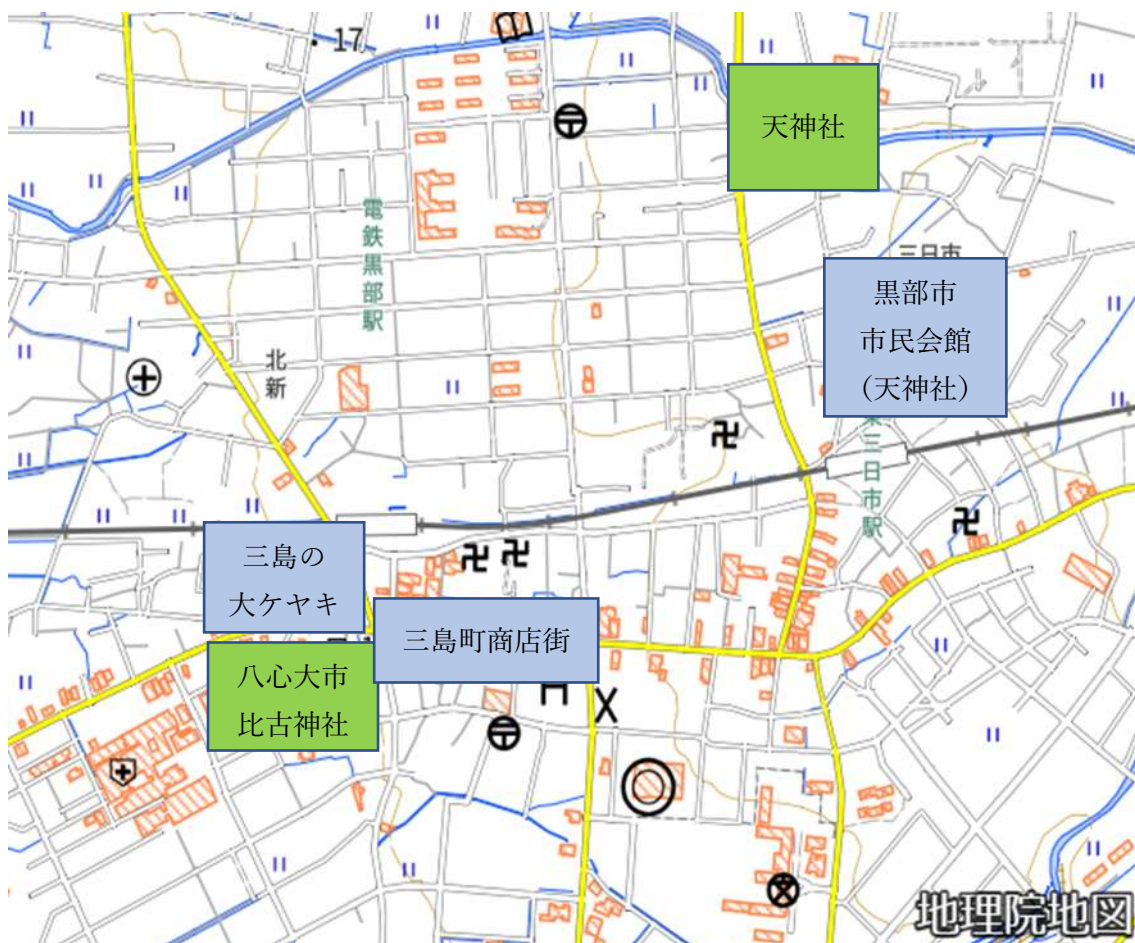 ・17
天神社
電鉄黒部駅
三日市
黒部市
市民会館
（天神社）
北新
東三日市駅
三島の
大ケヤキ
三島町商店街
八心大市
比古神社
地理院地図